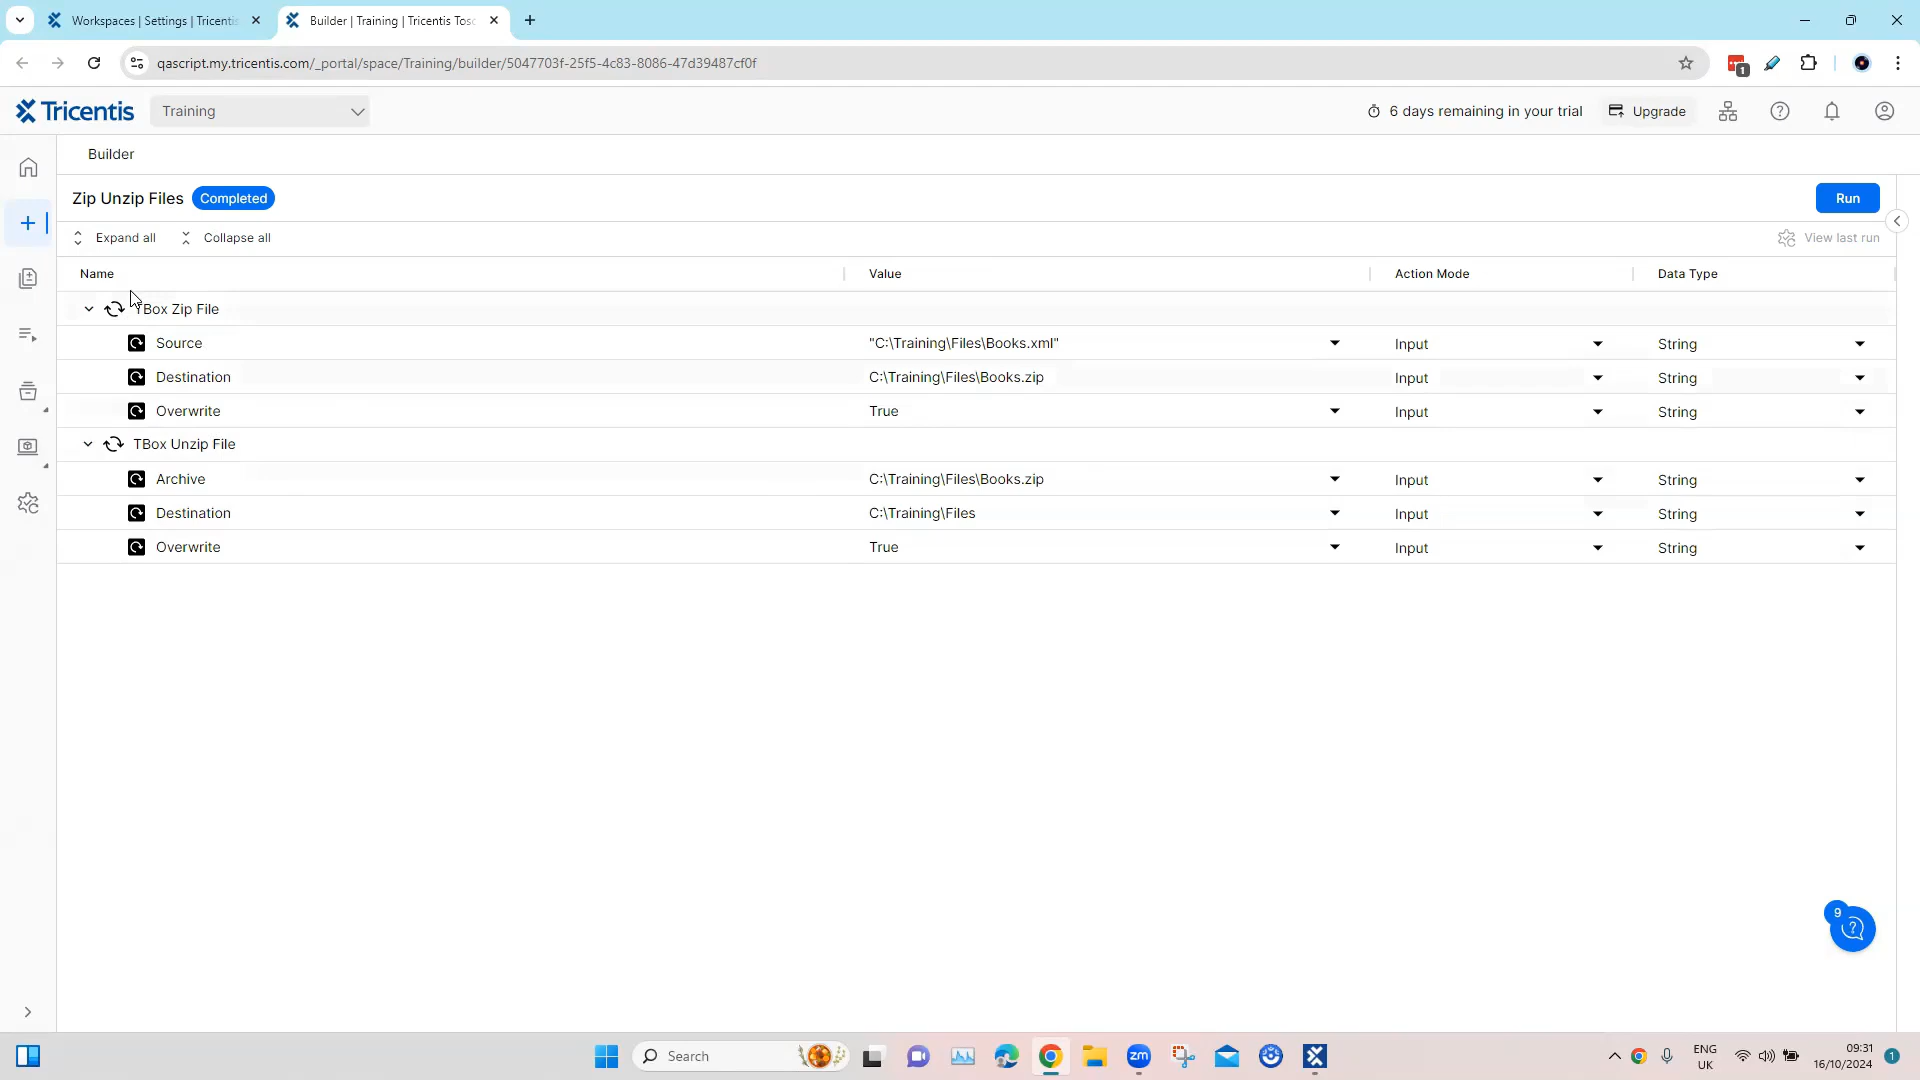 Workspaces | Settings | Tricentis
Builder | Training | Tricentis Tosc
qascript.my.tricentis.com/_portal/space/Training/builder/5047703f-25f5-4c83-8086-47d39487cf0f
1
Tricentis
Training
6 days remaining in your trial
Upgrade
Builder
Zip Unzip Files
Completed
Run
Expand all
Collapse all
View last run
Name
Value
Action Mode
Data Type
TBox Zip File
Source
"C:\Training\Files\Books.xml"
Input
String
Destination
C:\Training\Files\Books.zip
Input
String
Overwrite
True
Input
String
TBox Unzip File
Archive
C:\Training\Files\Books.zip
Input
String
Destination
C:\Training\Files
Input
String
Overwrite
True
Input
String
9
Search
zm
ENG
UK
09:31
16/10/2024
1